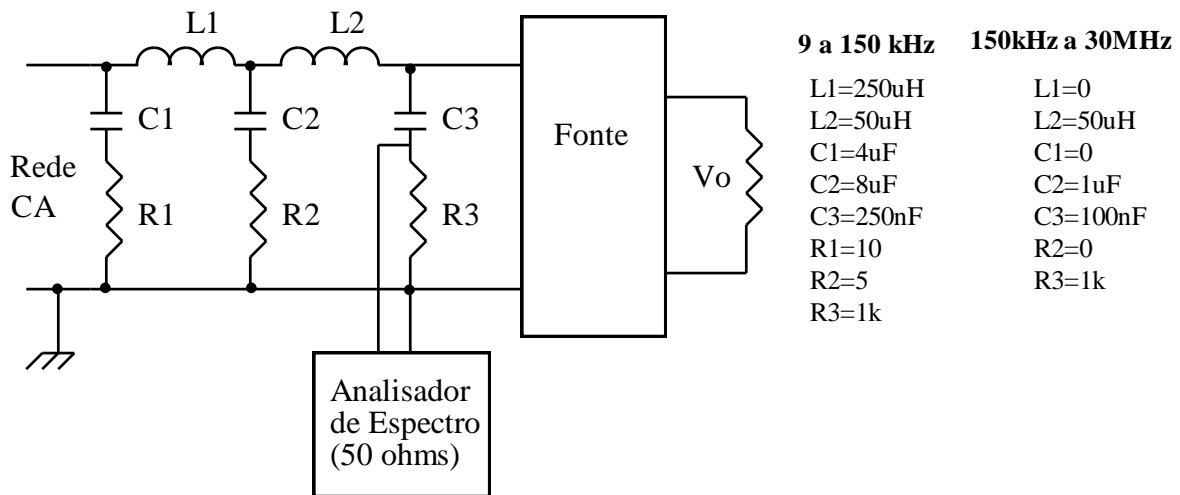 L1
L2
C1
C2
C3
Rede
CA
R1
R2
R3
Fonte
Vo
Analisador
de Espectro
(50 ohms)
9 a 150 kHz
L1=250uH
L2=50uH
C1=4uF
C2=8uF
C3=250nF
R1=10
R2=5
R3=1k
150kHz a 30MHz
L1=0
L2=50uH
C1=0
C2=1uF
C3=100nF
R2=0
R3=1k